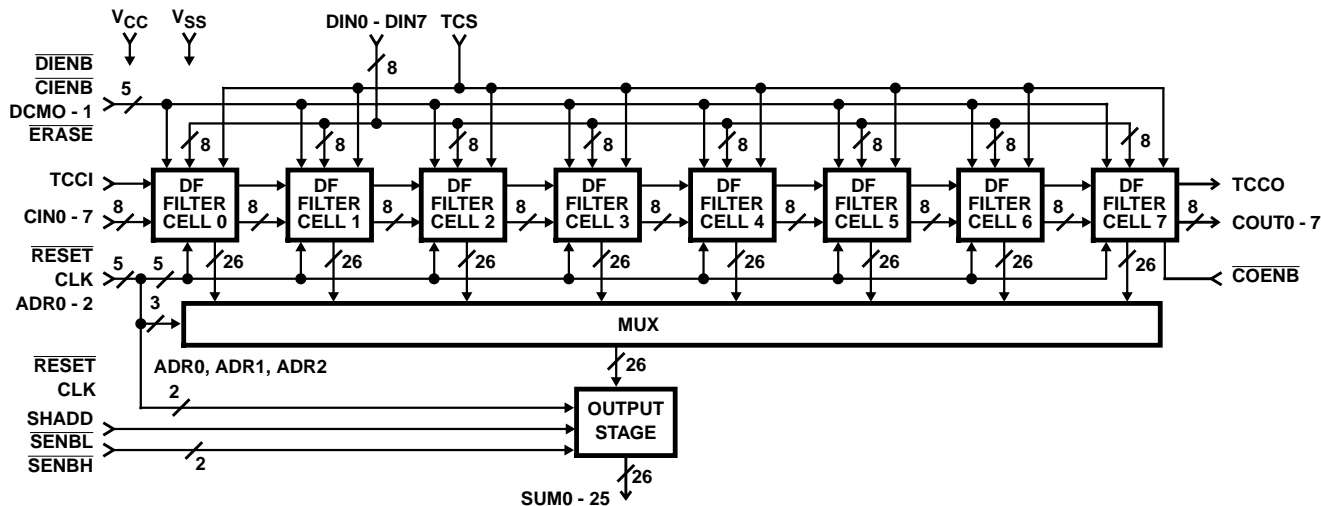 VCC
VSS
DIN0 - DIN7
TCS
DIENB
CIENB
DCMO - 1
ERASE
5
8
8
8
8
8
8
8
8
8
TCCI
CIN0 - 7
8
DF
FILTER
CELL 0
8
DF
FILTER
CELL 1
8
DF
FILTER
CELL 2
8
DF
FILTER
CELL 3
8
DF
FILTER
CELL 4
8
DF
FILTER
CELL 5
8
DF
FILTER
CELL 6
8
DF
FILTER
CELL 7
8
TCCO
COUT0 - 7
RESET
CLK
ADR0 - 2
5
5
3
26
26
26
26
26
26
26
26
COENB
MUX
ADR0, ADR1, ADR2
26
RESET
CLK
2
SHADD
SENBL
SENBH
2
OUTPUT
STAGE
26
SUM0 - 25